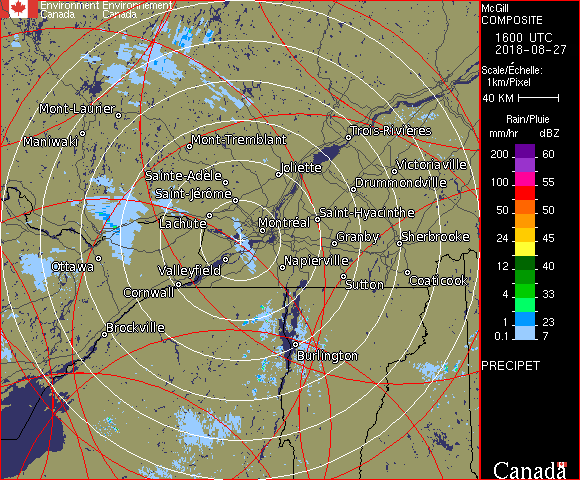 Environment Environnement
Canada Canada
McGill
COMPOSITE
1600 UTC
2018-08-27
Scale/Échelle:
1km/Pixel
40 KM
Rain/Pluie
mm/hr dBZ
200 60
100 55
50 50
24 45
12 40
4 33
1 23
0.1 7
PRECIPET
Canada
Mont-Laurier
Maniwaki
Mont-Tremblant
Trois-Rivières
Joliette
Victoriaville
Sainte-Adèle
Drummondville
Saint-Jérôme
Lachute
Saint-Hyacinthe
Montréal
Granby
Sherbrooke
Ottawa
Valleyfield
Napierville
Cornwall
Sutton
Coaticook
Brockville
Burlington